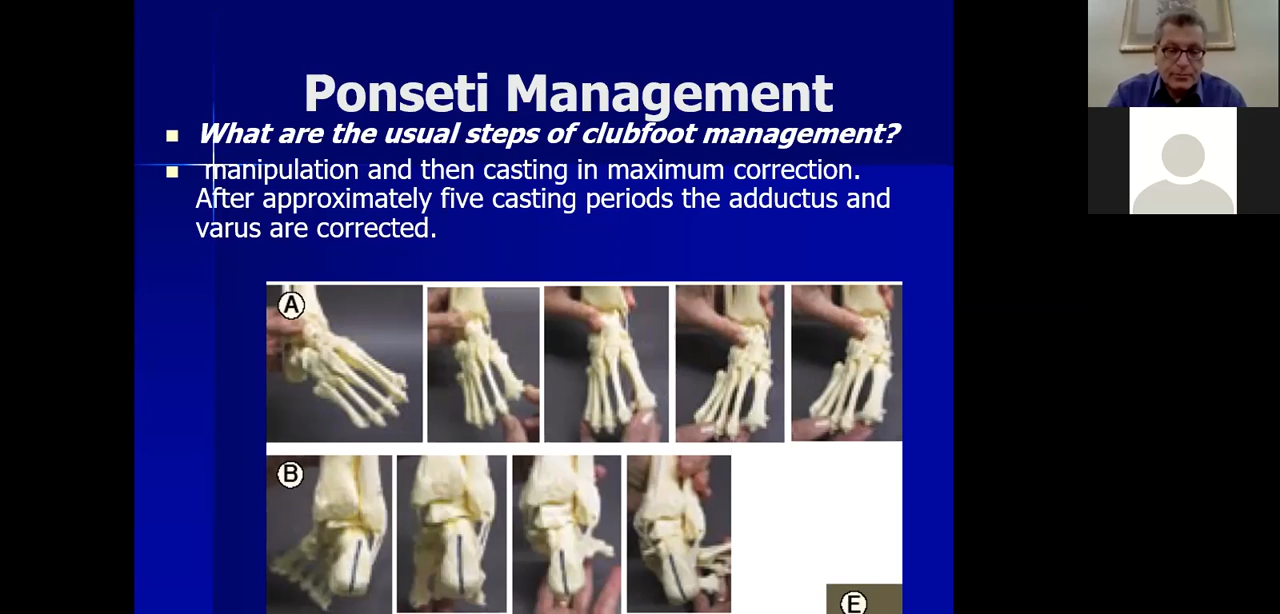 Ponseti Management
What are the usual steps of clubfoot management?
manipulation and then casting in maximum correction.
After approximately five casting periods the adductus and
varus are corrected.
A
B
E